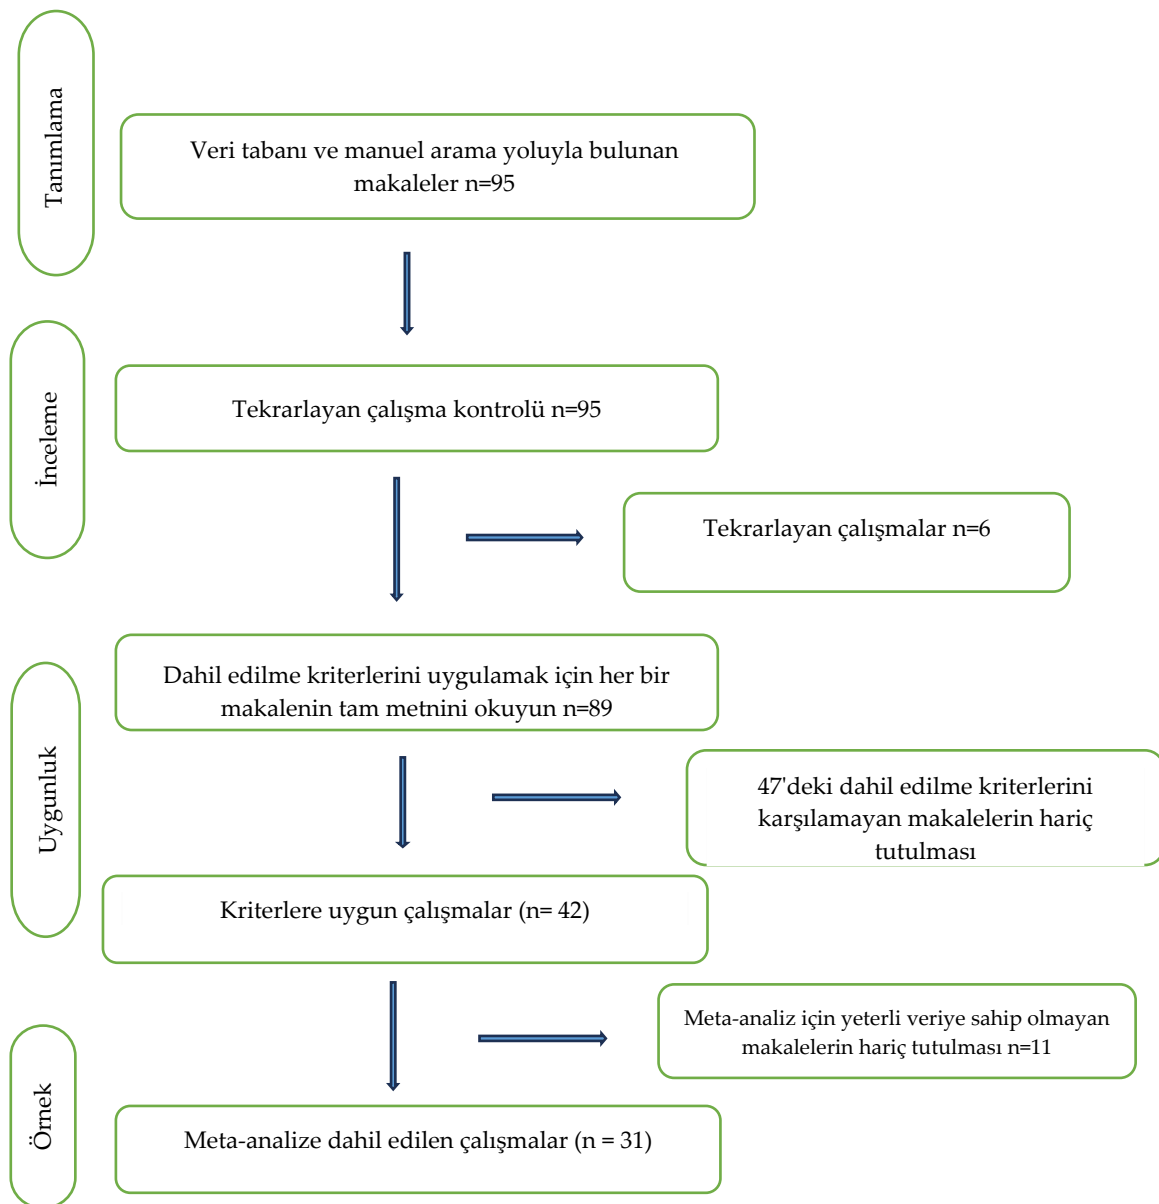 Tanımlama
Veri tabanı ve manuel arama yoluyla bulunan
makaleler n=95
İnceleme
Tekrarlayan çalışma kontrolü n=95
Tekrarlayan çalışmalar n=6
Uygunluk
Dahil edilme kriterlerini uygulamak için her bir
makalenin tam metnini okuyun n=89
47'deki dahil edilme kriterlerini
karşılamayan makalelerin hariç
tutulması
Kriterlere uygun çalışmalar (n= 42)
Örnek
Meta-analiz için yeterli veriye sahip olmayan
makalelerin hariç tutulması n=11
Meta-analize dahil edilen çalışmalar (n = 31)